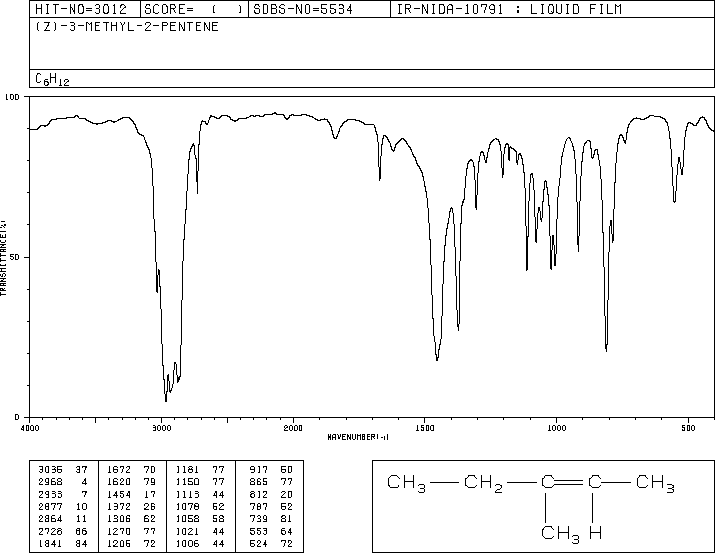 HIT-NO=3012 SCORE= ( ) SDBS-NO=5534 IR-NIDA-10791 : LIQUID FILM
(Z)-3-METHYL-2-PENTENE
C6H12
100
50
0
TRANSMITTANCE(%)
4000 3000 2000 1500 1000 500
WAVENUMBER(-1)
3036 37 1672 70 1181 77 917 50
2968 4 1620 79 1150 77 865 77
2933 7 1454 17 1113 44 812 20
2877 10 1372 26 1078 52 787 52
2864 11 1306 62 1058 58 739 81
2728 66 1270 77 1021 44 553 64
1841 84 1205 72 1006 44 524 72
CH3 CH2 C C CH3
CH3 H